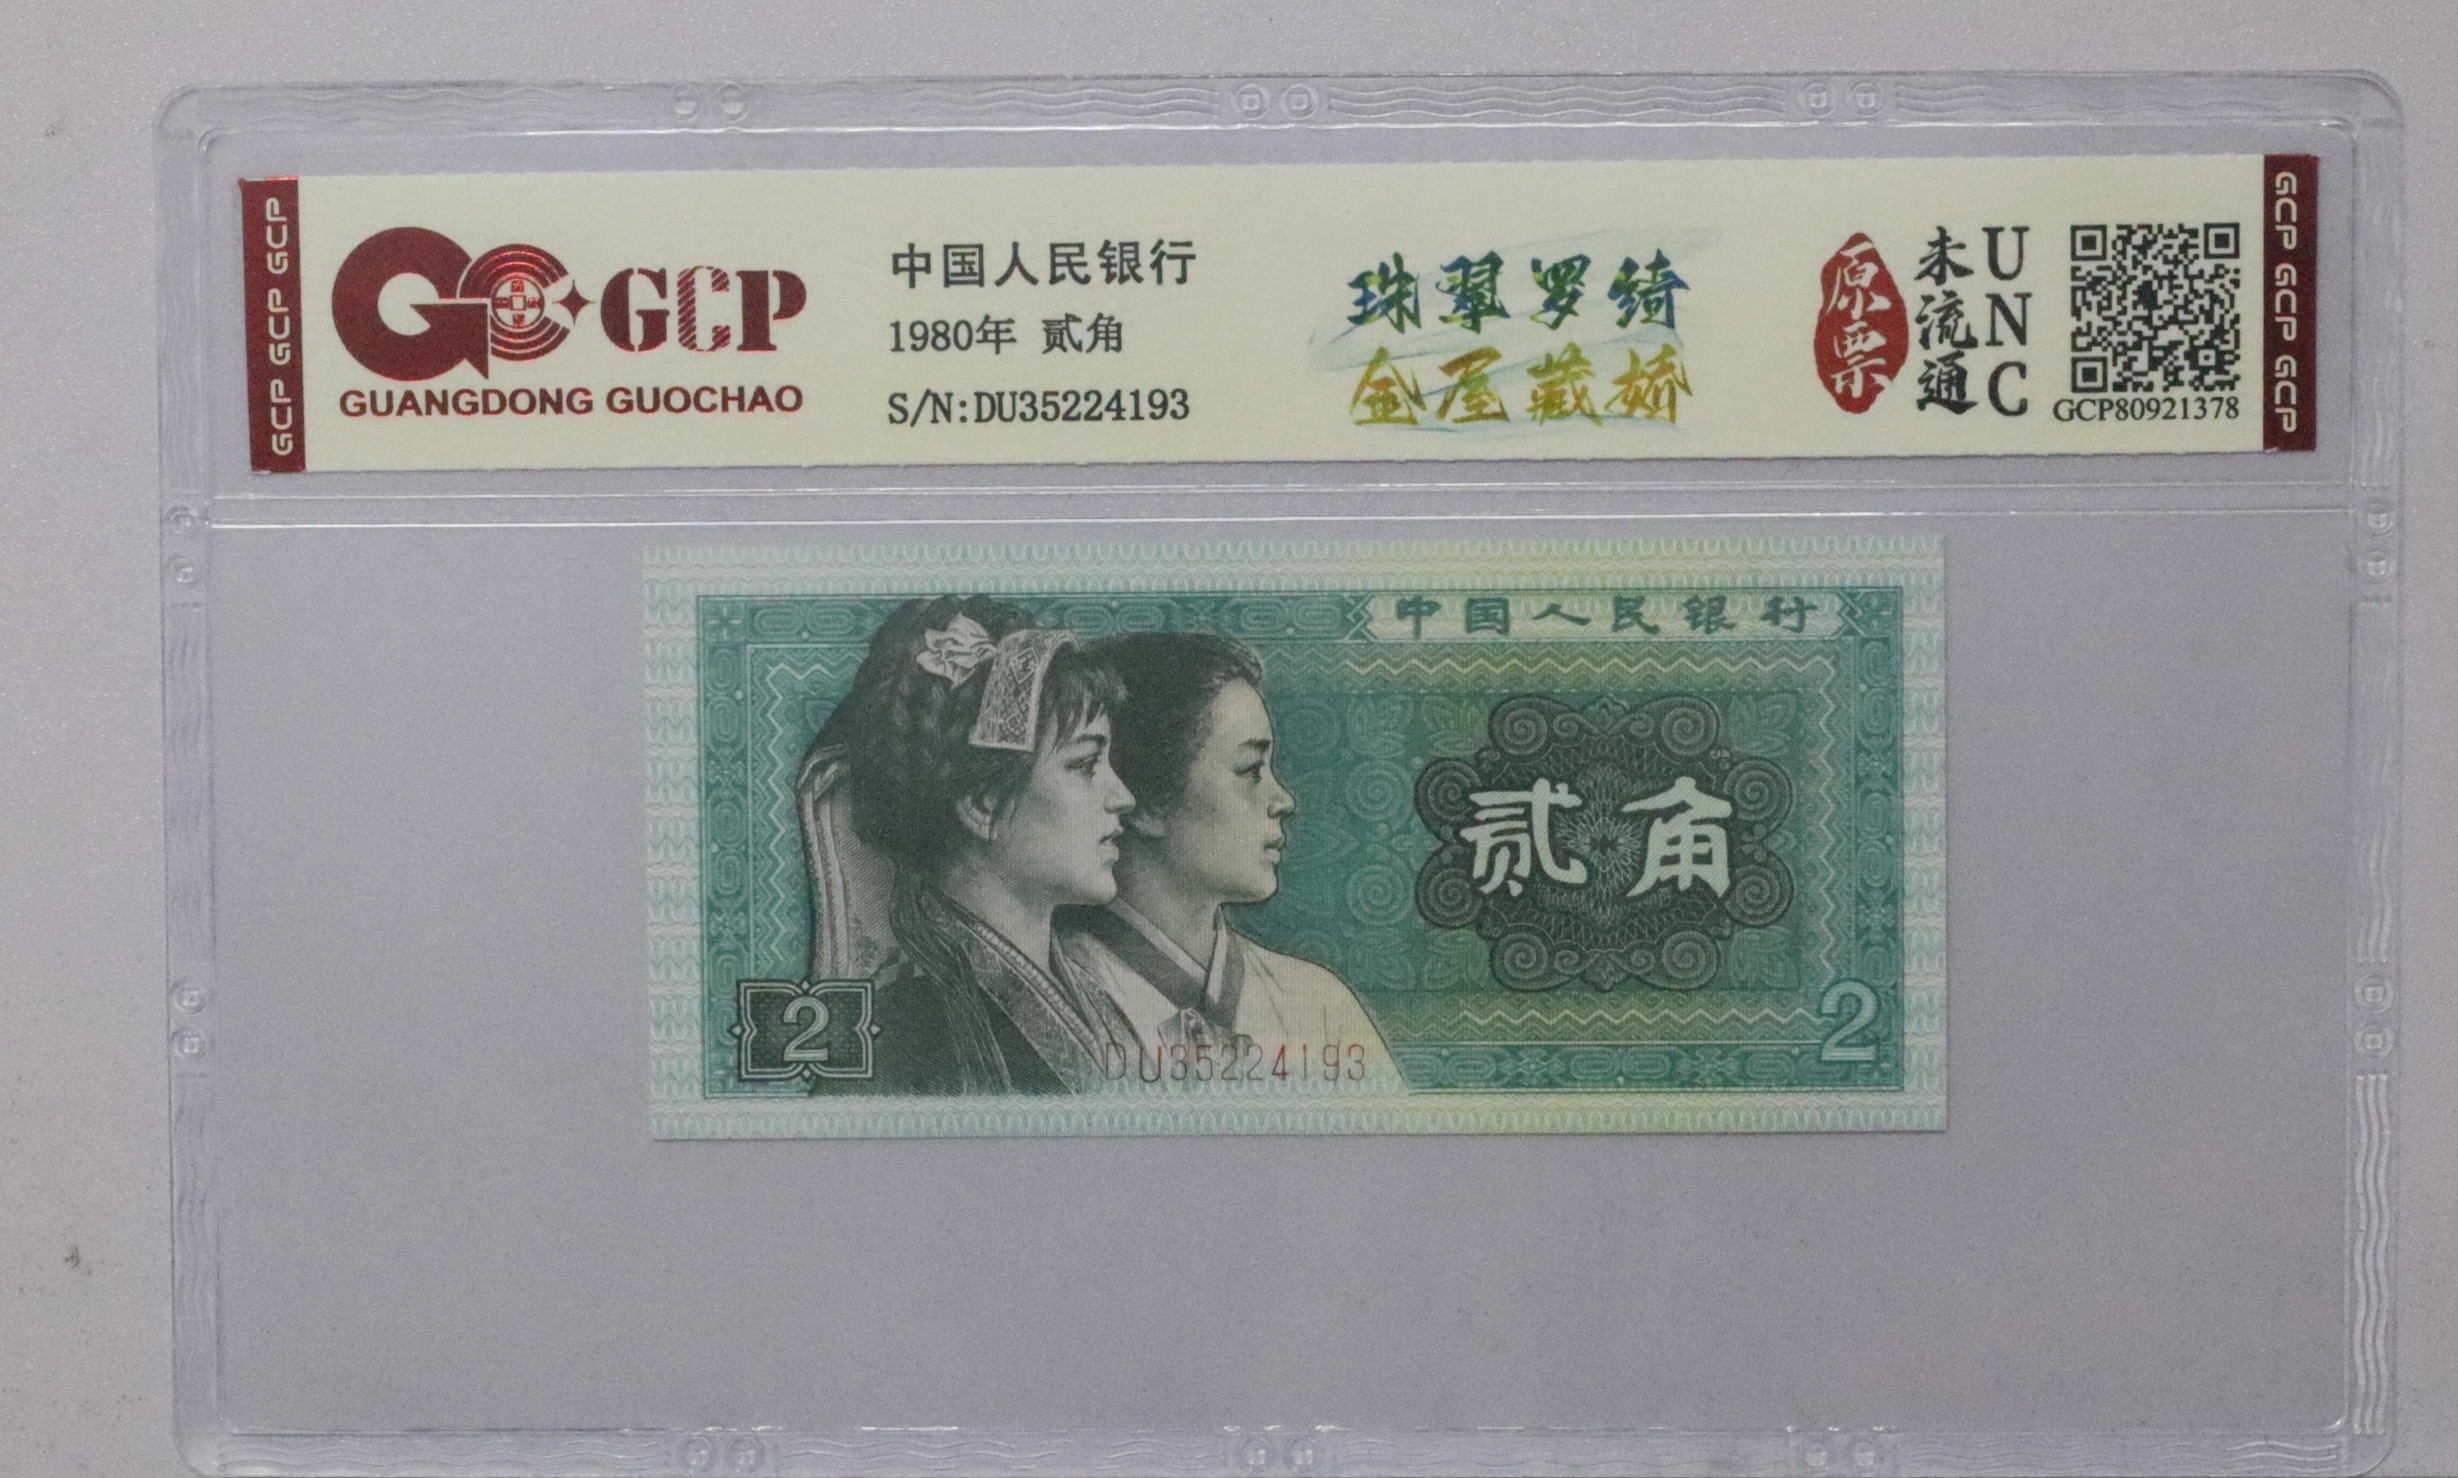 GCP GCP GCP
GCP
GUANGDONG GUOCHAO
中国人民银行
1980年 贰角
S/N:DU35224193
珠翠罗绮
金屋藏娇
原票
未流通
UNC
GCP80921378
GCP GCP GCP
中国人民银行
贰角
2
2
DU35224193